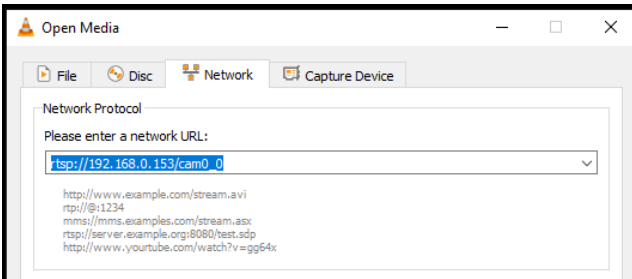 Open Media
File Disc Network Capture Device
Network Protocol
Please enter a network URL:
rtsp://192.168.0.153/cam0_0
http://www.example.com/stream.avi
rtp://@:1234
mms://mms.examples.com/stream.asx
rtsp://server.example.org:8080/test.sdp
http://www.yourtube.com/watch?v=gg64x